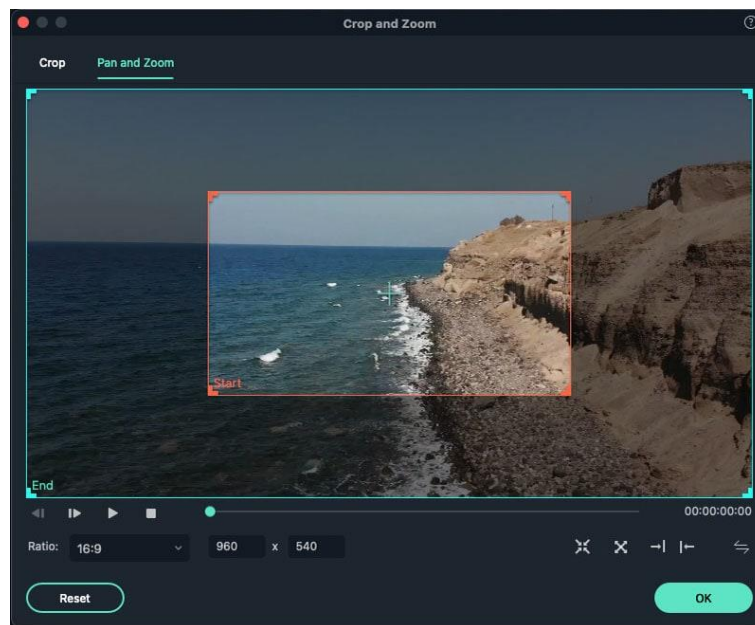 Crop and Zoom
Crop Pan and Zoom
Start
End
00:00:00:00
Ratio: 16:9 960 x 540
Reset OK